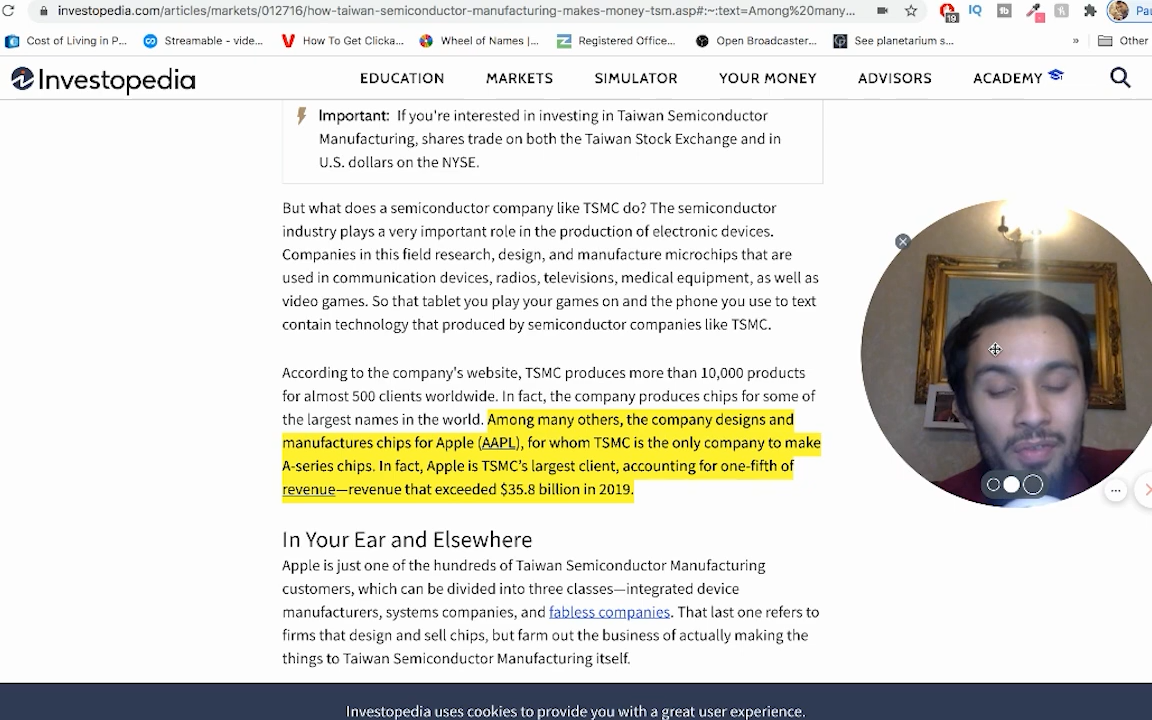 investopedia.com/articles/markets/012716/how-taiwan-semiconductor-manufacturing-makes-money-tsm.asp#:~:text=Among%20many...
19 IQ Pau
Cost of Living in P... Streamable - vide... How To Get Clicka... Wheel of Names |... Registered Office... Open Broadcaster... See planetarium s... » Other
Investopedia EDUCATION MARKETS SIMULATOR YOUR MONEY ADVISORS ACADEMY
Important: If you're interested in investing in Taiwan Semiconductor
Manufacturing, shares trade on both the Taiwan Stock Exchange and in
U.S. dollars on the NYSE.
But what does a semiconductor company like TSMC do? The semiconductor
industry plays a very important role in the production of electronic devices.
Companies in this field research, design, and manufacture microchips that are
used in communication devices, radios, televisions, medical equipment, as well as
video games. So that tablet you play your games on and the phone you use to text
contain technology that produced by semiconductor companies like TSMC.
According to the company's website, TSMC produces more than 10,000 products
for almost 500 clients worldwide. In fact, the company produces chips for some of
the largest names in the world. Among many others, the company designs and
manufactures chips for Apple (AAPL), for whom TSMC is the only company to make
A-series chips. In fact, Apple is TSMC's largest client, accounting for one-fifth of
revenue—revenue that exceeded $35.8 billion in 2019.
In Your Ear and Elsewhere
Apple is just one of the hundreds of Taiwan Semiconductor Manufacturing
customers, which can be divided into three classes—integrated device
manufacturers, systems companies, and fabless companies. That last one refers to
firms that design and sell chips, but farm out the business of actually making the
things to Taiwan Semiconductor Manufacturing itself.
Investopedia uses cookies to provide you with a great user experience.